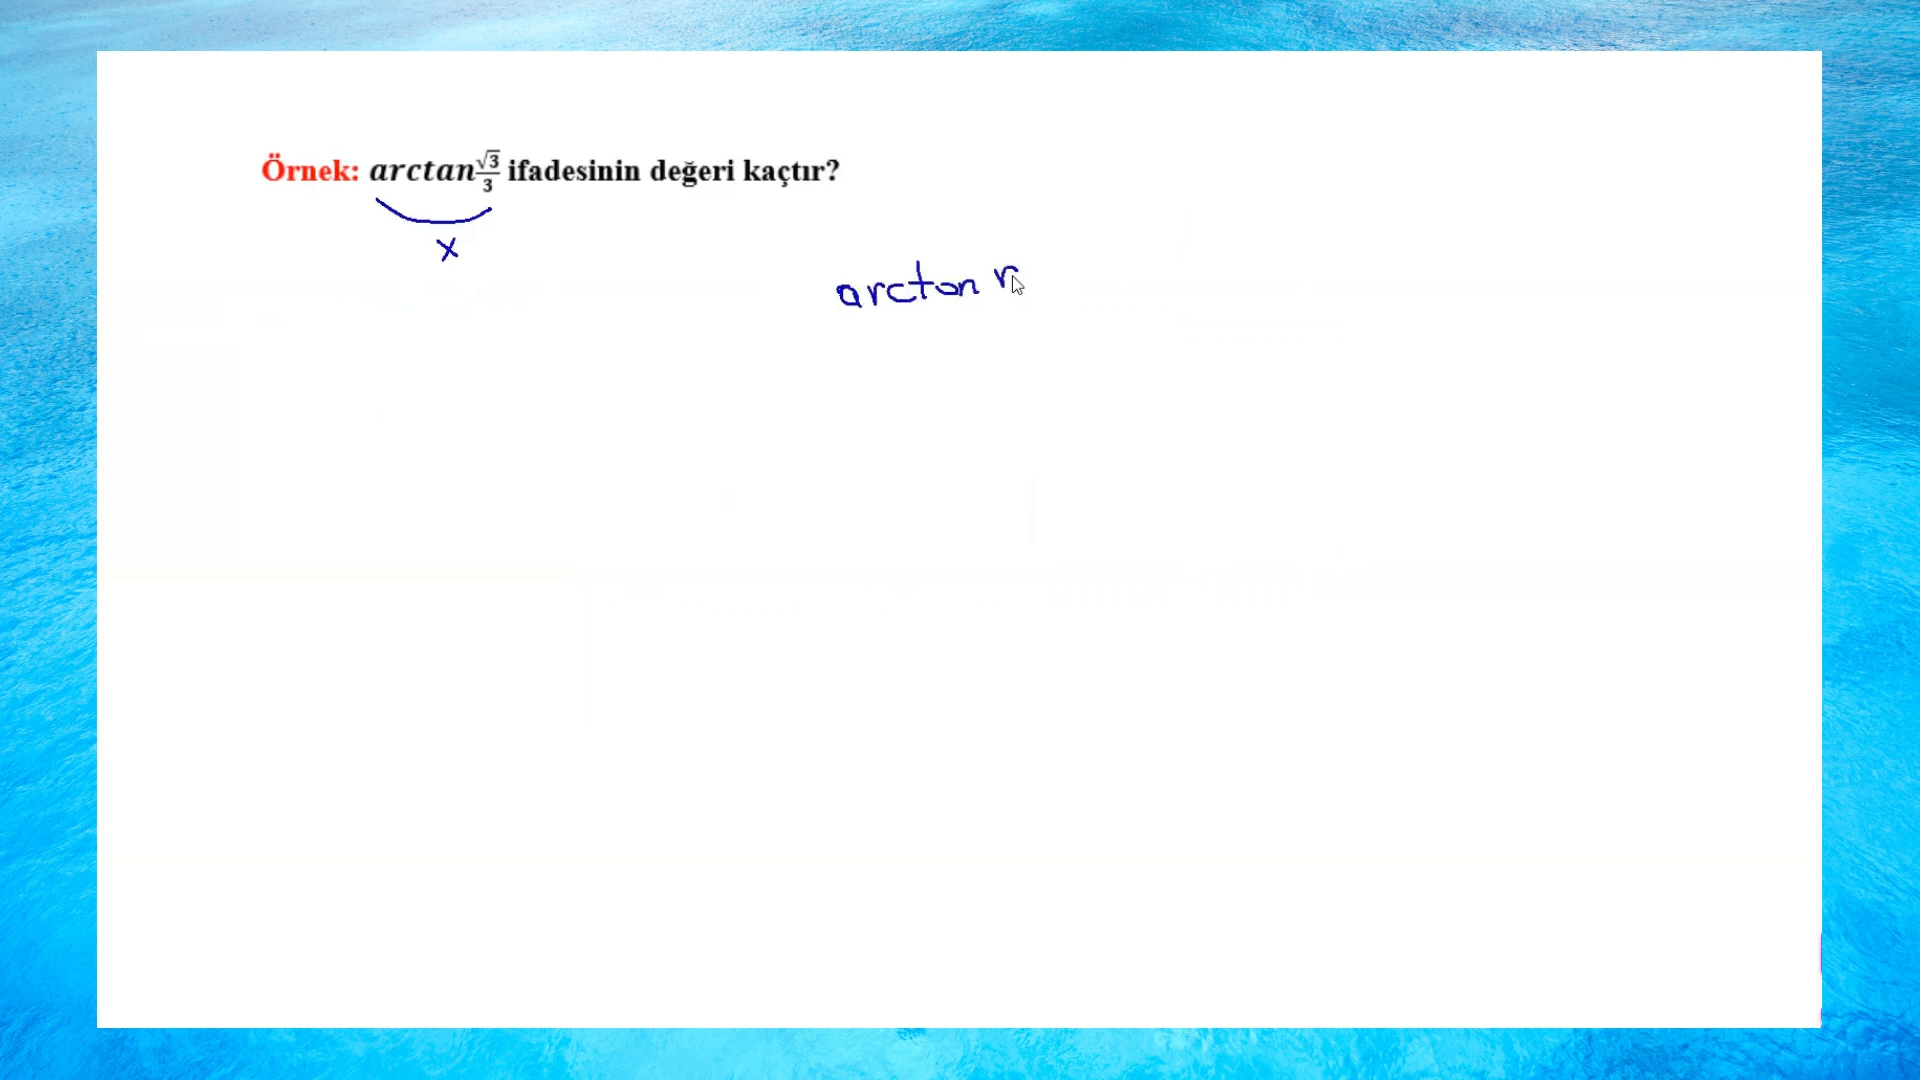 Örnek: arctan √3/3 ifadesinin değeri kaçtır?
x
arctan